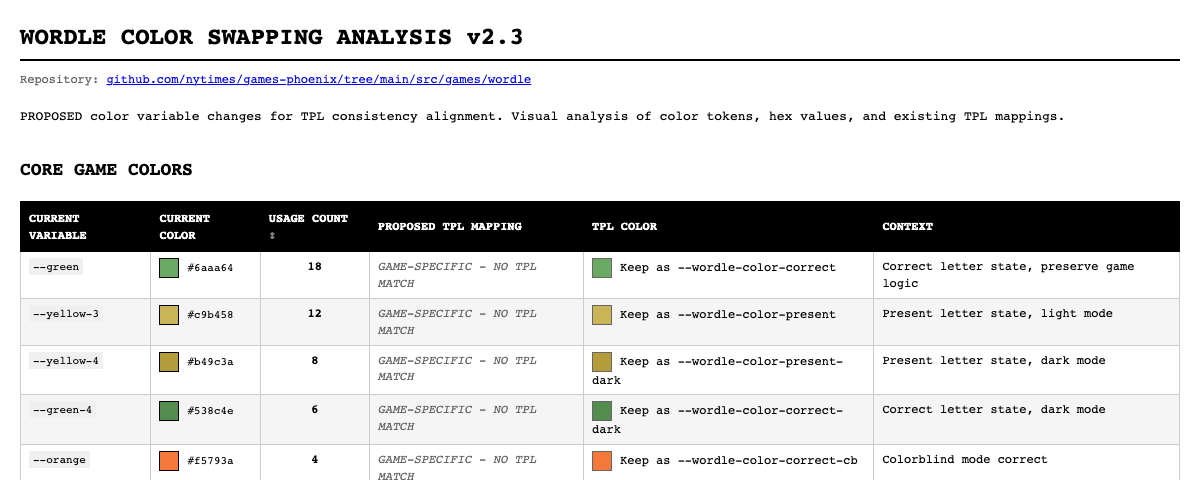 WORDLE COLOR SWAPPING ANALYSIS v2.3
Repository: github.com/nytimes/games-phoenix/tree/main/src/games/wordle
PROPOSED color variable changes for TPL consistency alignment. Visual analysis of color tokens, hex values, and existing TPL mappings.
CORE GAME COLORS
CURRENT VARIABLE CURRENT COLOR USAGE COUNT ↕ PROPOSED TPL MAPPING TPL COLOR CONTEXT
--green #6aaa64 18 GAME-SPECIFIC - NO TPL MATCH Keep as --wordle-color-correct Correct letter state, preserve game logic
--yellow-3 #c9b458 12 GAME-SPECIFIC - NO TPL MATCH Keep as --wordle-color-present Present letter state, light mode
--yellow-4 #b49c3a 8 GAME-SPECIFIC - NO TPL MATCH Keep as --wordle-color-present-dark Present letter state, dark mode
--green-4 #538c4e 6 GAME-SPECIFIC - NO TPL MATCH Keep as --wordle-color-correct-dark Correct letter state, dark mode
--orange #f5793a 4 GAME-SPECIFIC - NO TPL MATCH Keep as --wordle-color-correct-cb Colorblind mode correct